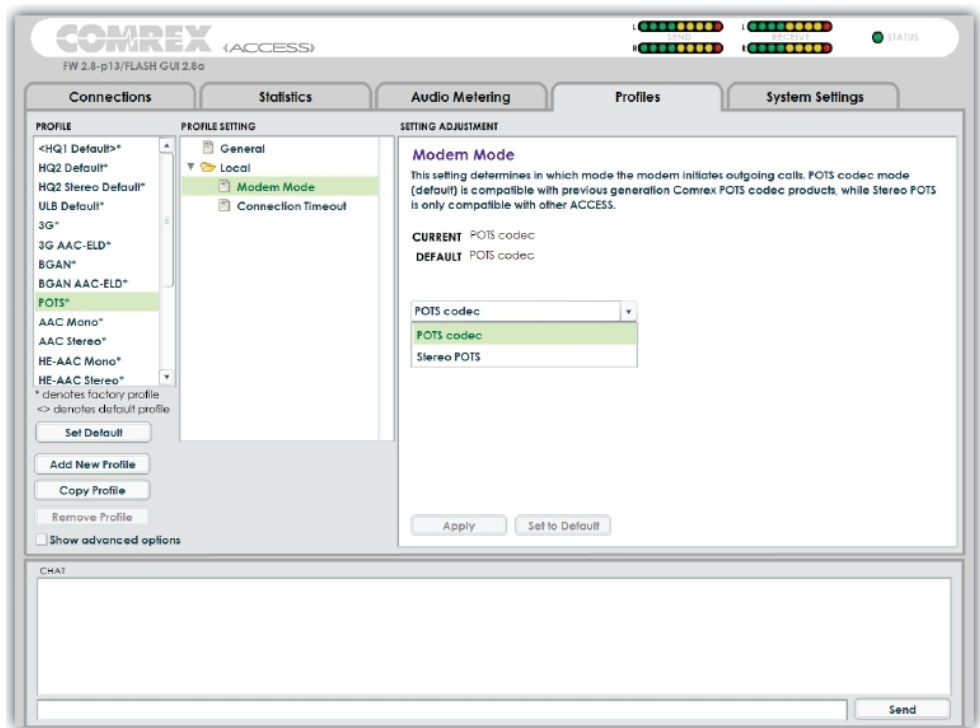 COMREX (ACCESS)
L SEND R
L RECEIVE R
STATUS
FW 2.8-p13/FLASH GUI 2.8a
Connections
Statistics
Audio Metering
Profiles
System Settings
PROFILE
<HQ1 Default>*
HQ2 Default*
HQ2 Stereo Default*
ULB Default*
3G*
3G AAC-ELD*
BGAN*
BGAN AAC-ELD*
POTS*
AAC Mono*
AAC Stereo*
HE-AAC Mono*
HE-AAC Stereo*
* denotes factory profile
<> denotes default profile
Set Default
Add New Profile
Copy Profile
Remove Profile
Show advanced options
PROFILE SETTING
General
Local
Modem Mode
Connection Timeout
SETTING ADJUSTMENT
Modem Mode
This setting determines in which mode the modem initiates outgoing calls. POTS codec mode
(default) is compatible with previous generation Comrex POTS codec products, while Stereo POTS
is only compatible with other ACCESS.
CURRENT POTS codec
DEFAULT POTS codec
POTS codec
POTS codec
Stereo POTS
Apply
Set to Default
CHAT
Send